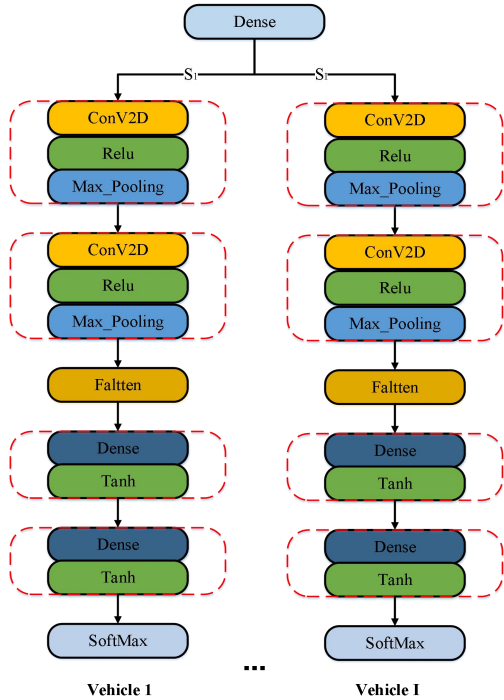 Dense
S1 Si
ConV2D ConV2D
Relu Relu
Max_Pooling Max_Pooling
ConV2D ConV2D
Relu Relu
Max_Pooling Max_Pooling
Faltten Faltten
Dense Dense
Tanh Tanh
Dense Dense
Tanh Tanh
SoftMax SoftMax
...
Vehicle 1 Vehicle I